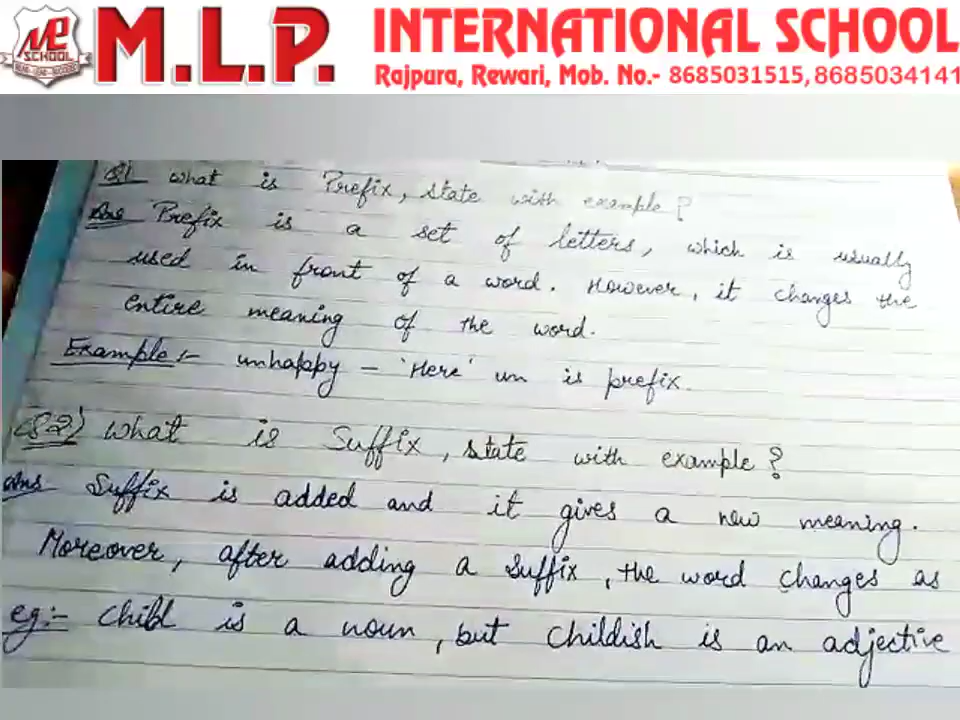 M.L.P. INTERNATIONAL SCHOOL
SCHOOL
Rajpura, Rewari, Mob. No.- 8685031515, 8685034141
Q1 what is Prefix, state with example?
Ans Prefix is a set of letters, which is usually
used in front of a word. However, it changes the
entire meaning of the word.
Example:- unhappy - 'Here' un is prefix.
Q2) What is Suffix, state with example?
Ans Suffix is added and it gives a new meaning.
Moreover, after adding a suffix, the word changes as
eg:- Child is a noun, but Childish is an adjective